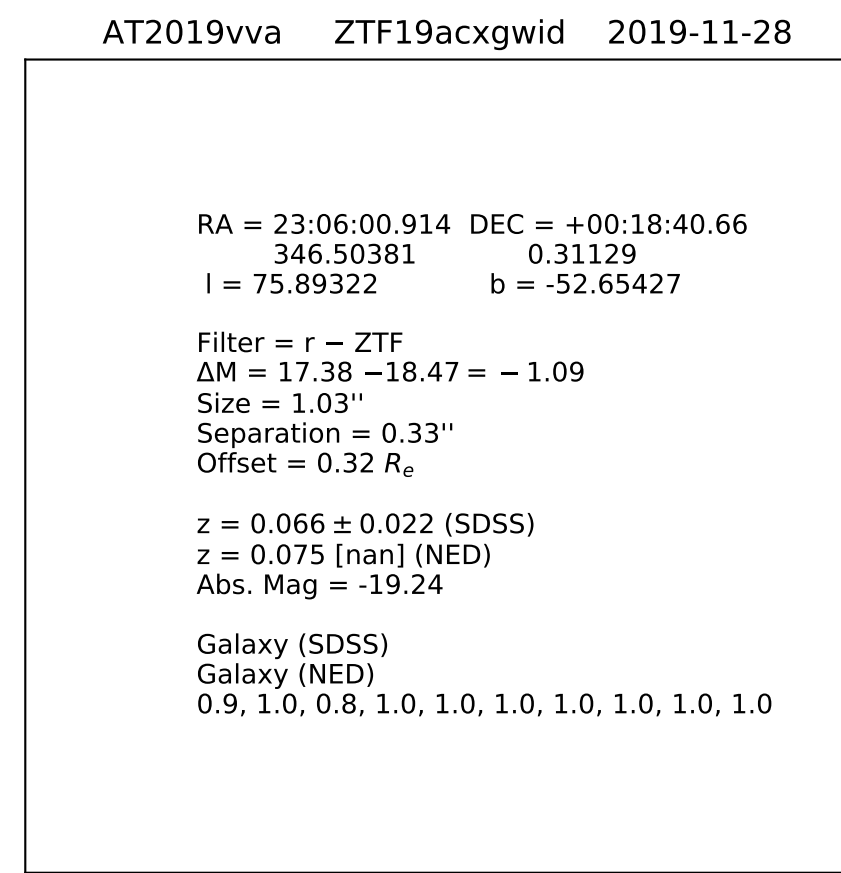 AT2019vva ZTF19acxgwid 2019-11-28
RA = 23:06:00.914 DEC = +00:18:40.66
346.50381 0.31129
l = 75.89322 b = -52.65427
Filter = r − ZTF
ΔM = 17.38 −18.47 = − 1.09
Size = 1.03''
Separation = 0.33''
Offset = 0.32 Re
z = 0.066 ± 0.022 (SDSS)
z = 0.075 [nan] (NED)
Abs. Mag = -19.24
Galaxy (SDSS)
Galaxy (NED)
0.9, 1.0, 0.8, 1.0, 1.0, 1.0, 1.0, 1.0, 1.0, 1.0